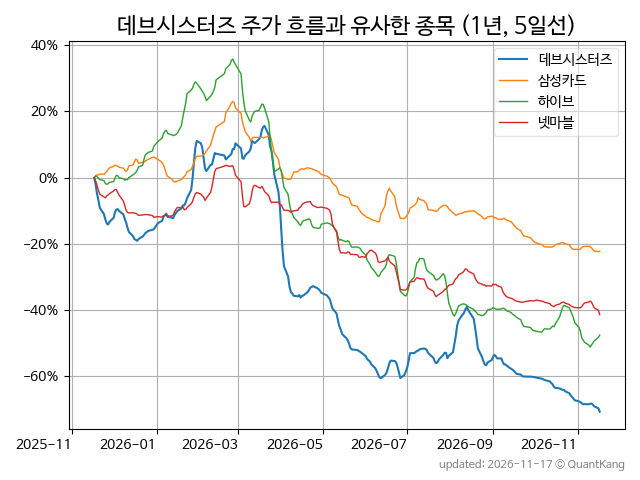 데브시스터즈 주가 흐름과 유사한 종목 (1년, 5일선)
40%
20%
0%
−20%
−40%
−60%
데브시스터즈
삼성카드
하이브
넷마블
2025−11
2026−01
2026−03
2026−05
2026−07
2026−09
2026−11
updated: 2026-11-17 © QuantKang